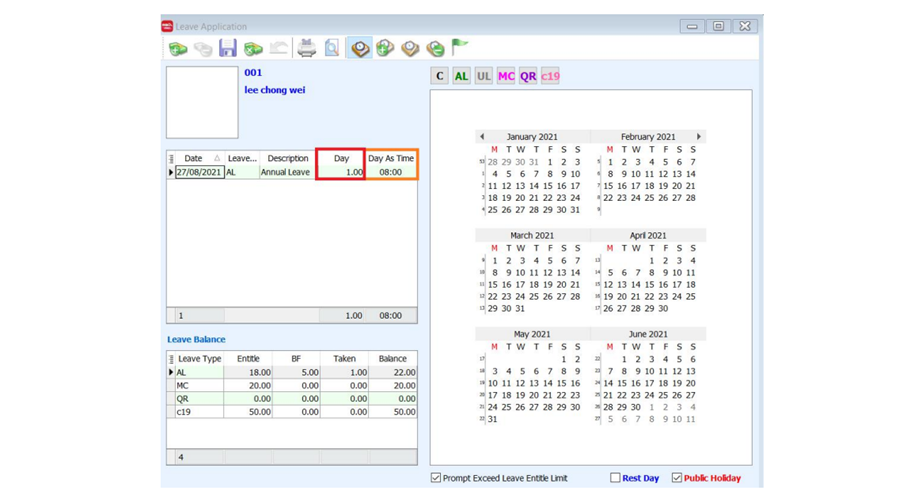 Leave Application
001
lee chong wei
C AL UL MC QR c19
Date Leave... Description Day Day As Time
27/08/2021 AL Annual Leave 1.00 08:00
1 1.00 08:00
Leave Balance
Leave Type Entitle BF Taken Balance
AL 18.00 5.00 1.00 22.00
MC 20.00 0.00 0.00 20.00
QR 0.00 0.00 0.00 0.00
c19 50.00 0.00 0.00 50.00
4
January 2021 February 2021
M T W T F S S M T W T F S S
53 28 29 30 31 1 2 3 5 1 2 3 4 5 6 7
1 4 5 6 7 8 9 10 6 8 9 10 11 12 13 14
2 11 12 13 14 15 16 17 7 15 16 17 18 19 20 21
3 18 19 20 21 22 23 24 8 22 23 24 25 26 27 28
4 25 26 27 28 29 30 31 9
March 2021 April 2021
M T W T F S S M T W T F S S
9 1 2 3 4 5 6 7 13 1 2 3 4
10 8 9 10 11 12 13 14 14 5 6 7 8 9 10 11
11 15 16 17 18 19 20 21 15 12 13 14 15 16 17 18
12 22 23 24 25 26 27 28 16 19 20 21 22 23 24 25
13 29 30 31 17 26 27 28 29 30
May 2021 June 2021
M T W T F S S M T W T F S S
17 1 2 22 1 2 3 4 5 6
18 3 4 5 6 7 8 9 23 7 8 9 10 11 12 13
19 10 11 12 13 14 15 16 24 14 15 16 17 18 19 20
20 17 18 19 20 21 22 23 25 21 22 23 24 25 26 27
21 24 25 26 27 28 29 30 26 28 29 30 1 2 3 4
22 31 27 5 6 7 8 9 10 11
Prompt Exceed Leave Entitle Limit Rest Day Public Holiday